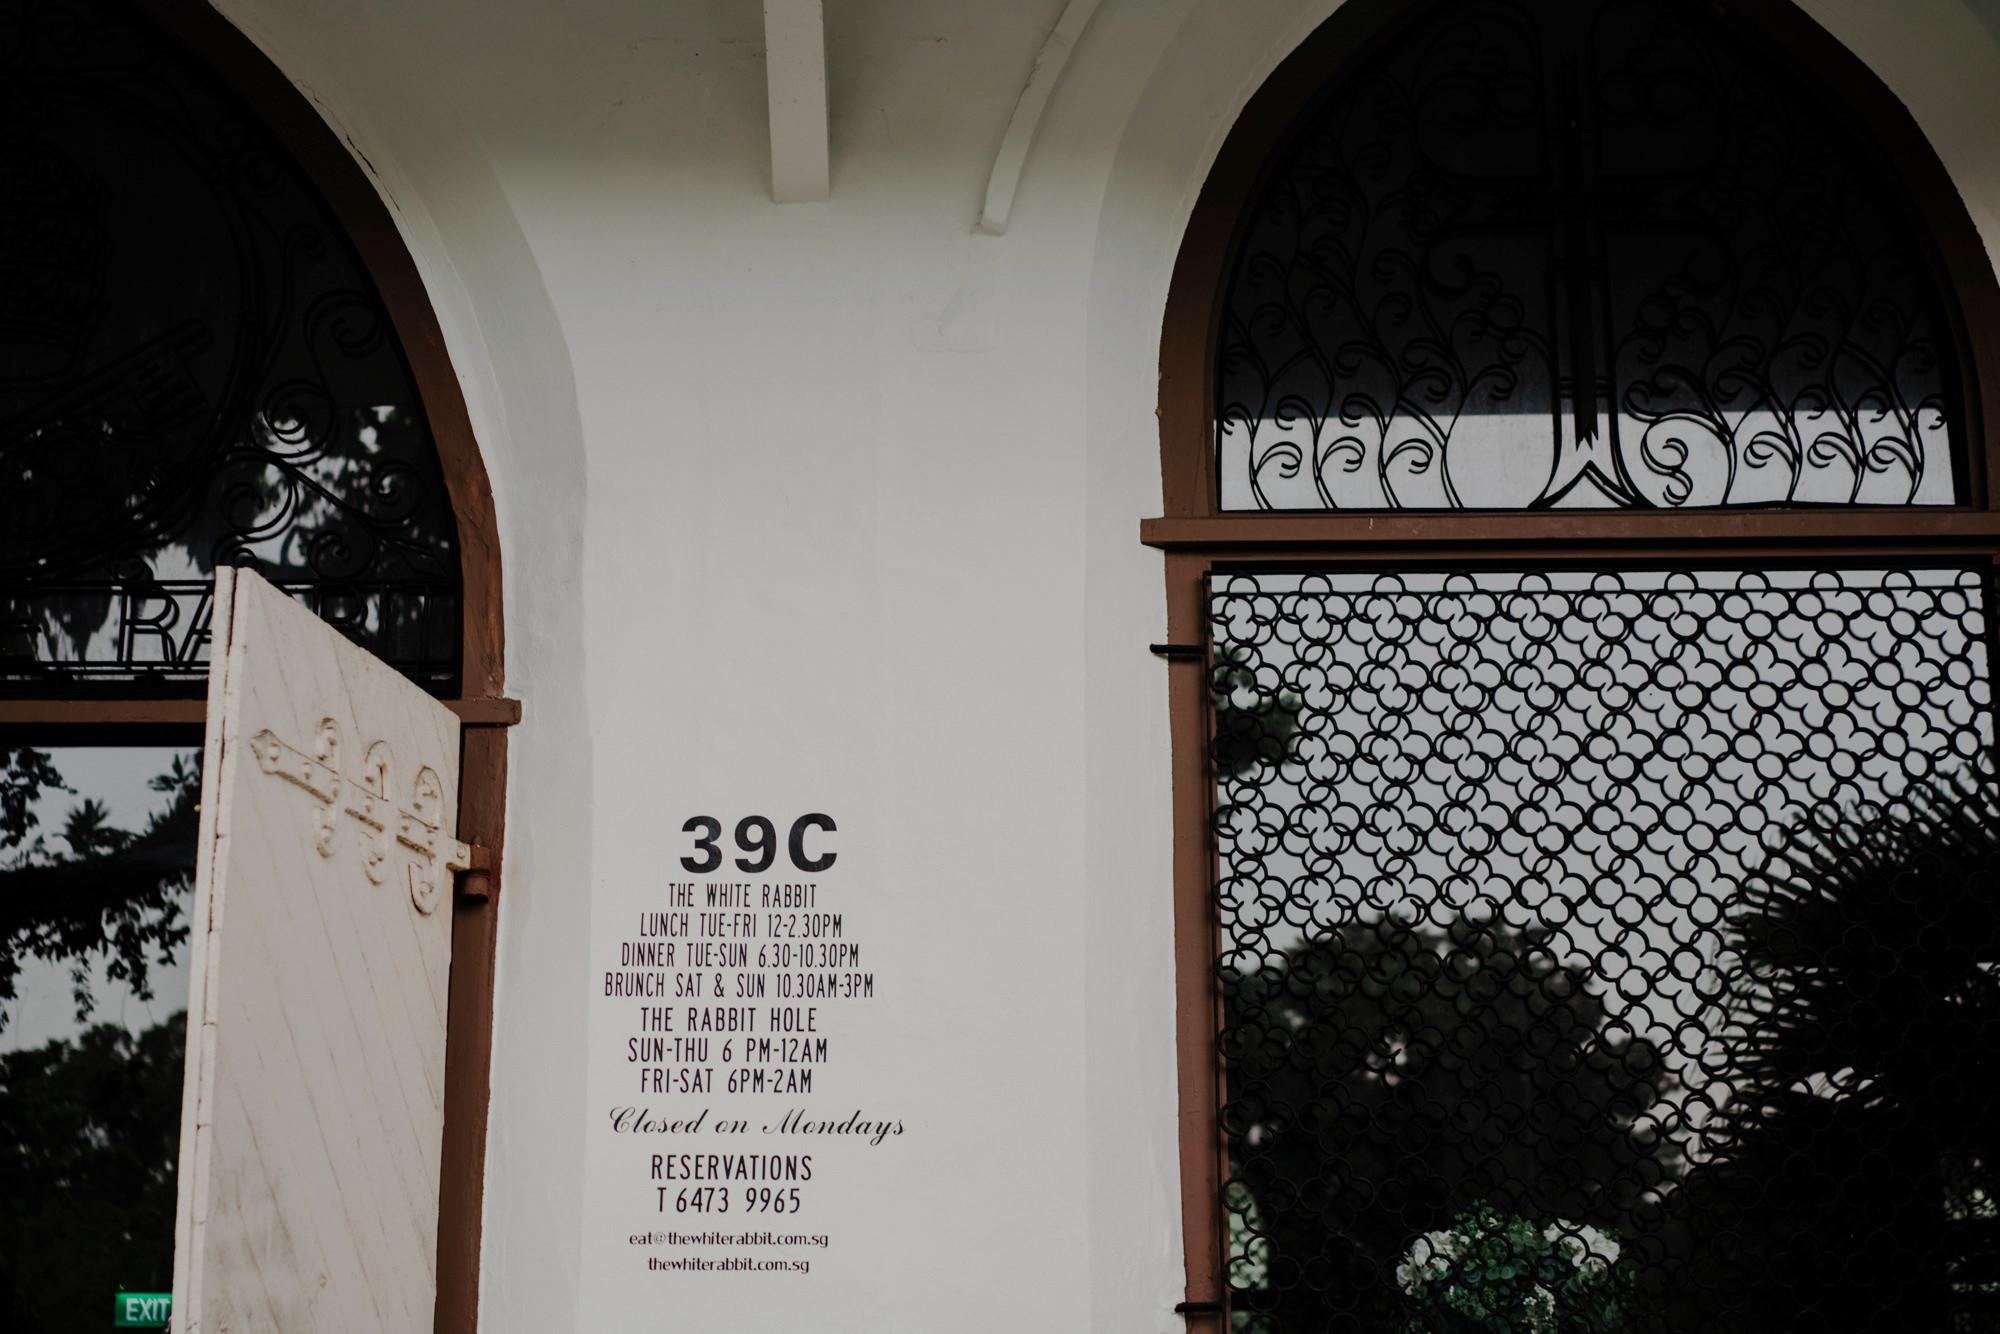 39C
THE WHITE RABBIT
LUNCH TUE-FRI 12-2.30PM
DINNER TUE-SUN 6.30-10.30PM
BRUNCH SAT & SUN 10.30AM-3PM
THE RABBIT HOLE
SUN-THU 6 PM-12AM
FRI-SAT 6PM-2AM
Closed on Mondays
RESERVATIONS
T 6473 9965
eat@thewhiterabbit.com.sg
thewhiterabbit.com.sg
EXIT